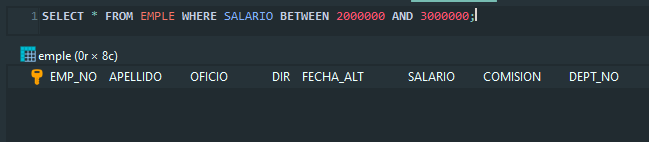 1 SELECT * FROM EMPLE WHERE SALARIO BETWEEN 2000000 AND 3000000;
emple (0r × 8c)
EMP_NO APELLIDO OFICIO DIR FECHA_ALT SALARIO COMISION DEPT_NO